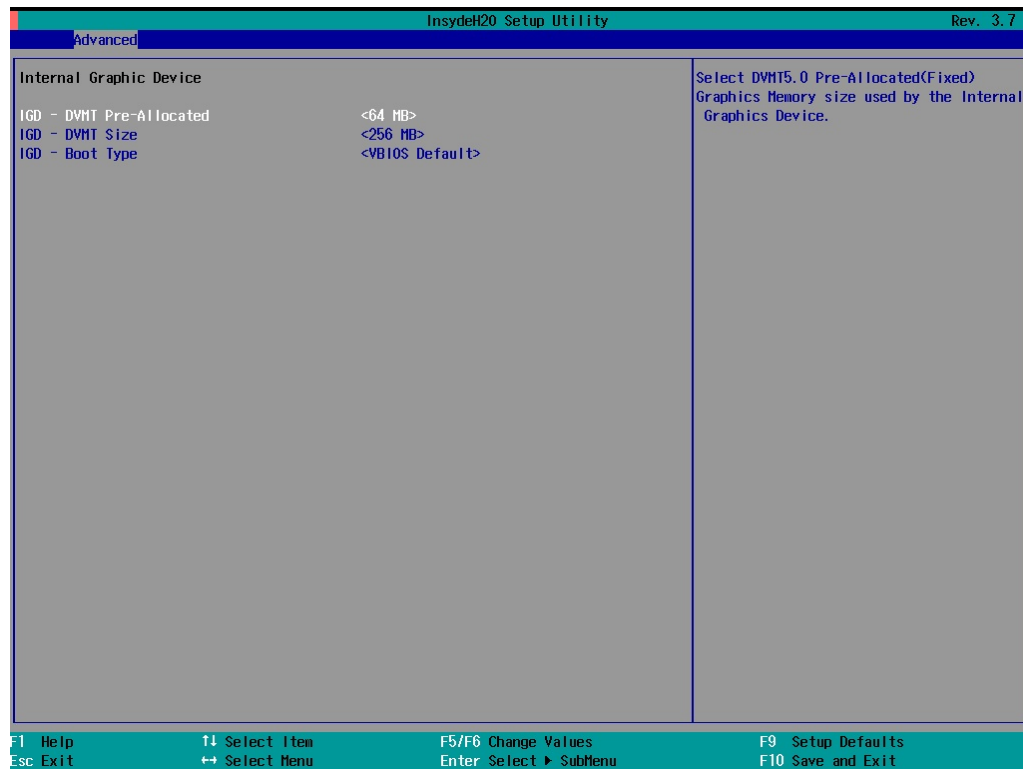 InsydeH20 Setup Utility Rev. 3.7
Advanced
Internal Graphic Device
IGD - DVMT Pre-Allocated <64 MB>
IGD - DVMT Size <256 MB>
IGD - Boot Type <VBIOS Default>
Select DVMT5.0 Pre-Allocated(Fixed)
Graphics Memory size used by the Internal
Graphics Device.
F1 Help ↑↓ Select Item F5/F6 Change Values F9 Setup Defaults
Esc Exit ↔ Select Menu Enter Select ▶ SubMenu F10 Save and Exit